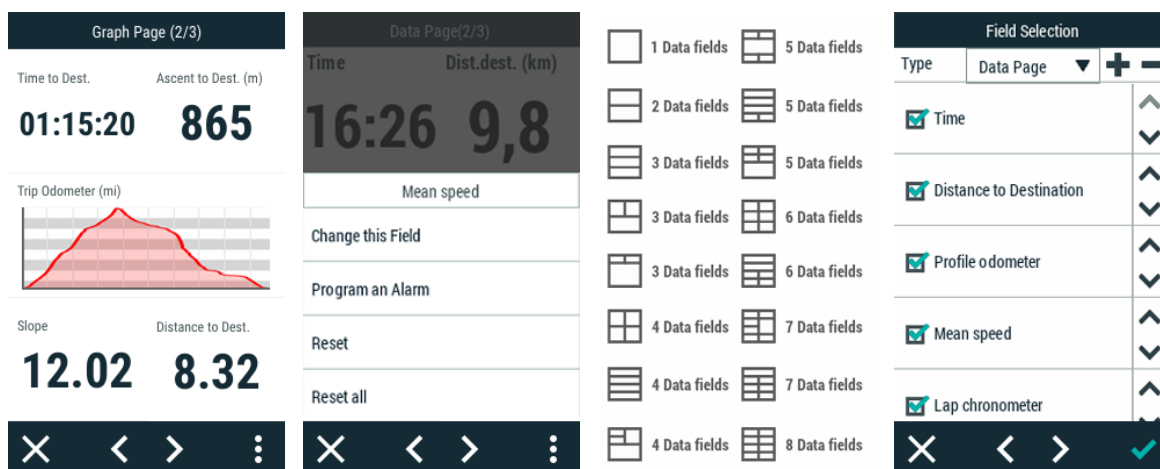 Graph Page (2/3)
Time to Dest. Ascent to Dest. (m)
01:15:20 865
Trip Odometer (mi)
Slope Distance to Dest.
12.02 8.32
Data Page(2/3)
Time Dist.dest. (km)
16:26 9,8
Mean speed
Change this Field
Program an Alarm
Reset
Reset all
1 Data fields 5 Data fields
2 Data fields 5 Data fields
3 Data fields 5 Data fields
3 Data fields 6 Data fields
3 Data fields 6 Data fields
4 Data fields 7 Data fields
4 Data fields 7 Data fields
4 Data fields 8 Data fields
Field Selection
Type Data Page
Time
Distance to Destination
Profile odometer
Mean speed
Lap chronometer